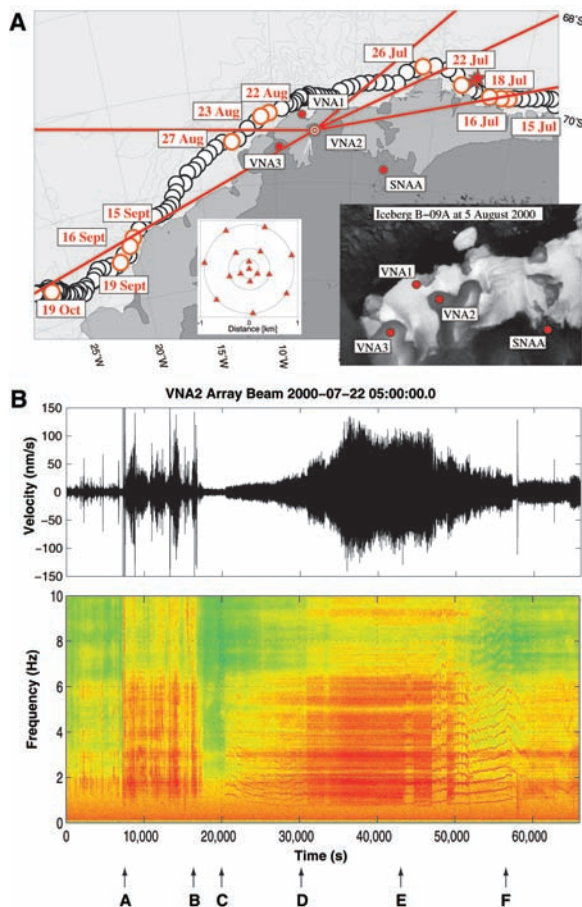 A
68°S
26 Jul
22 Jul
18 Jul
22 Aug
VNA1
23 Aug
16 Jul
15 Jul
70°S
27 Aug
VNA2
VNA3
SNAA
15 Sept
16 Sept
Iceberg B-09A at 5 August 2000
VNA1
VNA2
SNAA
VNA3
19 Sept
19 Oct
-1 0 1
Distance [km]
25°W 20°W 15°W 10°W
B
VNA2 Array Beam 2000-07-22 05:00:00.0
Velocity (nm/s)
150
100
50
0
-50
-100
-150
Frequency (Hz)
10
8
6
4
2
0
0 10,000 20,000 30,000 40,000 50,000 60,000
Time (s)
A B C D E F